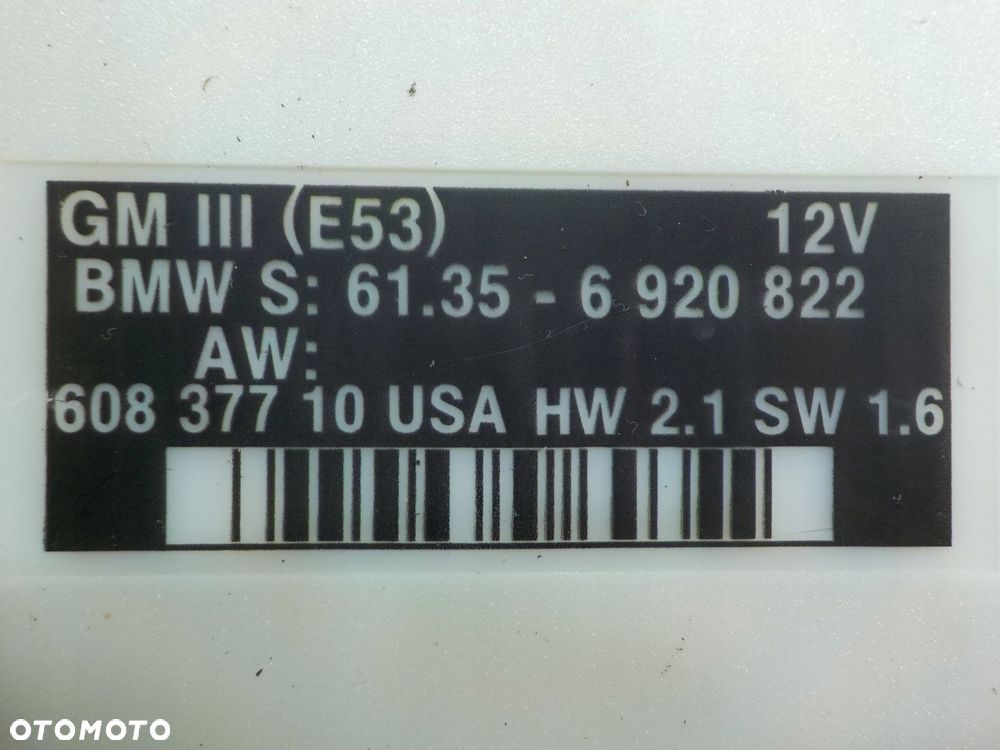 GM III (E53) 12V
BMW S: 61.35 - 6 920 822
AW:
608 377 10 USA HW 2.1 SW 1.6
OTOMOTO